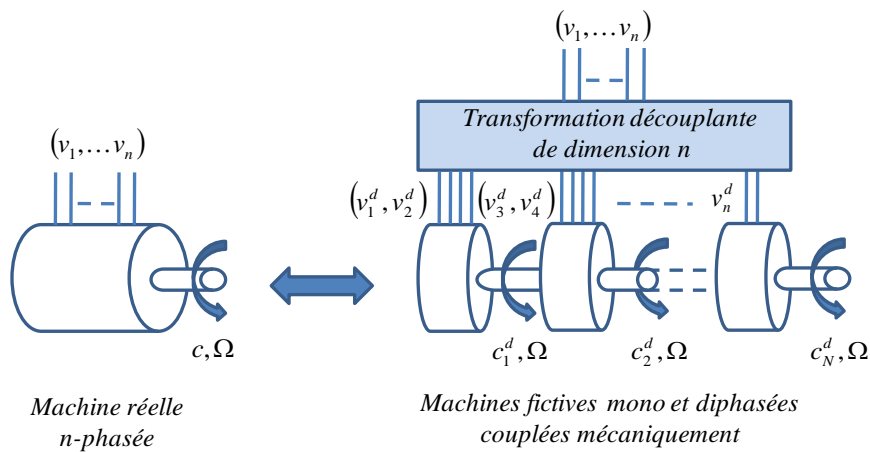 (v₁,…vₙ)
(v₁,…vₙ)
Transformation découplante
de dimension n
(v₁ᵈ,v₂ᵈ) (v₃ᵈ,v₄ᵈ) vₙᵈ
c,Ω
c₁ᵈ,Ω c₂ᵈ,Ω c_Nᵈ,Ω
Machine réelle
n-phasée
Machines fictives mono et diphasées
couplées mécaniquement